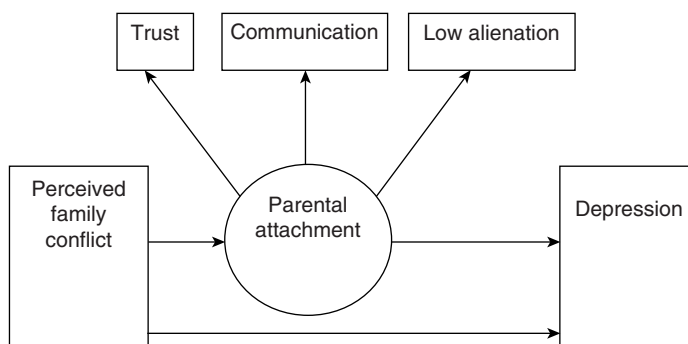 Trust
Communication
Low alienation
Perceived
family
conflict
Parental
attachment
Depression